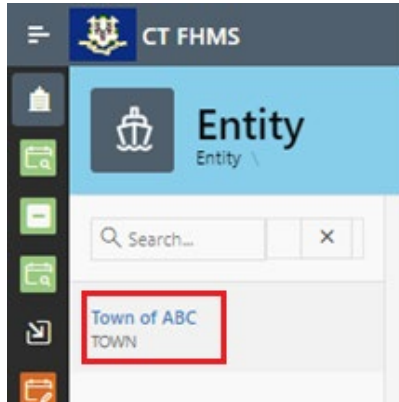 CT FHMS
Entity
Entity \
Search...
Town of ABC
TOWN